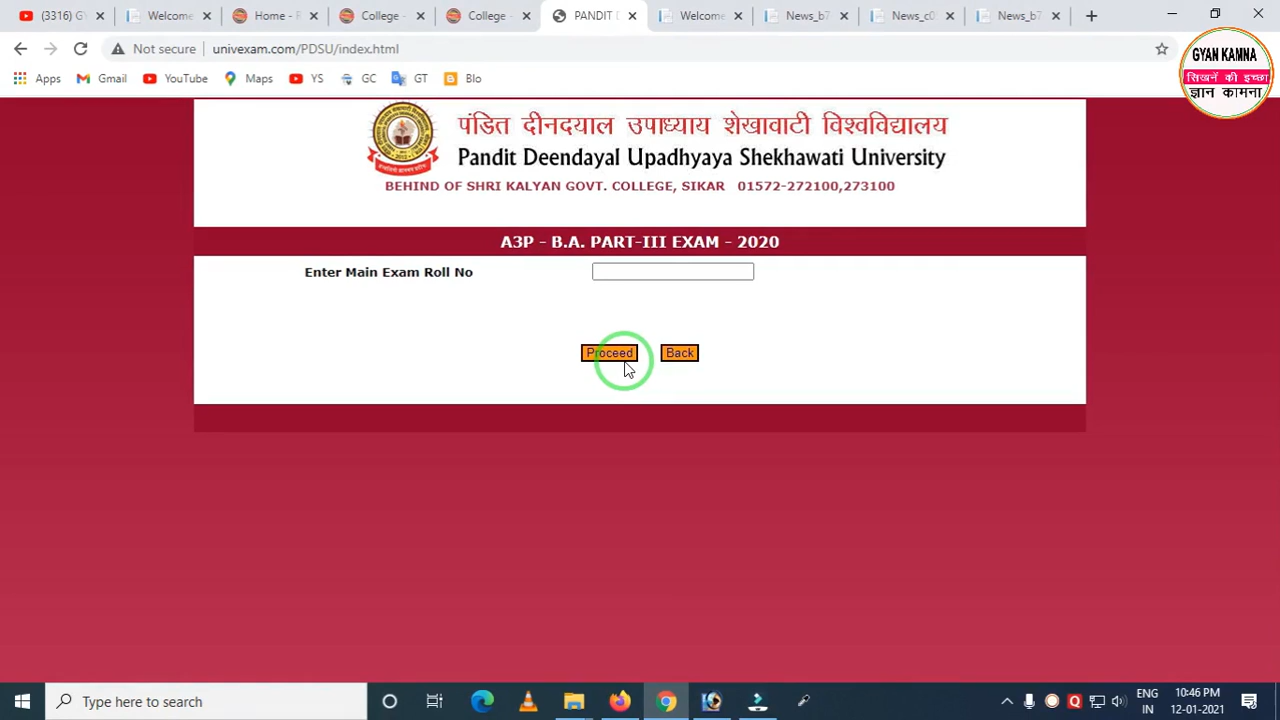 (3316) G
Welcome
Home - R
College -
College -
PANDIT D
Welcome
News_b7
News_c0
News_b7
Not secure
univexam.com/PDSU/index.html
Apps
Gmail
YouTube
Maps
YS
GC
GT
Blo
GYAN KAMNA
सिखनें की इच्छा
ज्ञान कामना
पंडित दीनदयाल उपाध्याय शेखावाटी विश्वविद्यालय
Pandit Deendayal Upadhyaya Shekhawati University
BEHIND OF SHRI KALYAN GOVT. COLLEGE, SIKAR 01572-272100,273100
A3P - B.A. PART-III EXAM - 2020
Enter Main Exam Roll No
Proceed
Back
Type here to search
ENG
IN
10:46 PM
12-01-2021